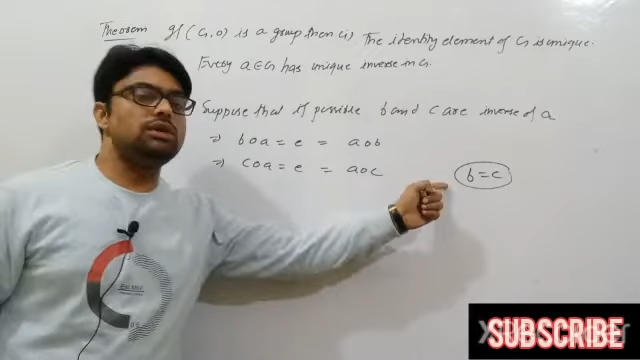 Theorem If (G,o) is a group then (i) The identity element of G is unique.
Every a∈G has unique inverse in G.
Suppose that if possible b and c are inverse of a
⇒ boa = e = aob
⇒ coa = e = aoc
b=c
SUBSCRIBE